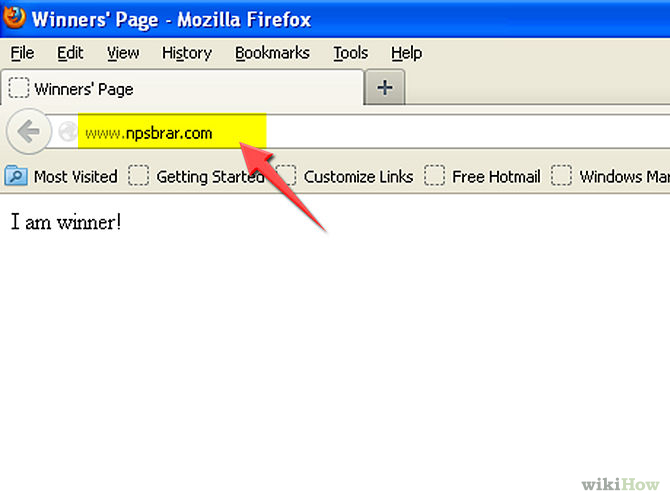 Winners' Page - Mozilla Firefox
File Edit View History Bookmarks Tools Help
Winners' Page +
www.npsbrar.com
Most Visited Getting Started Customize Links Free Hotmail Windows Mar
I am winner!
wikiHow